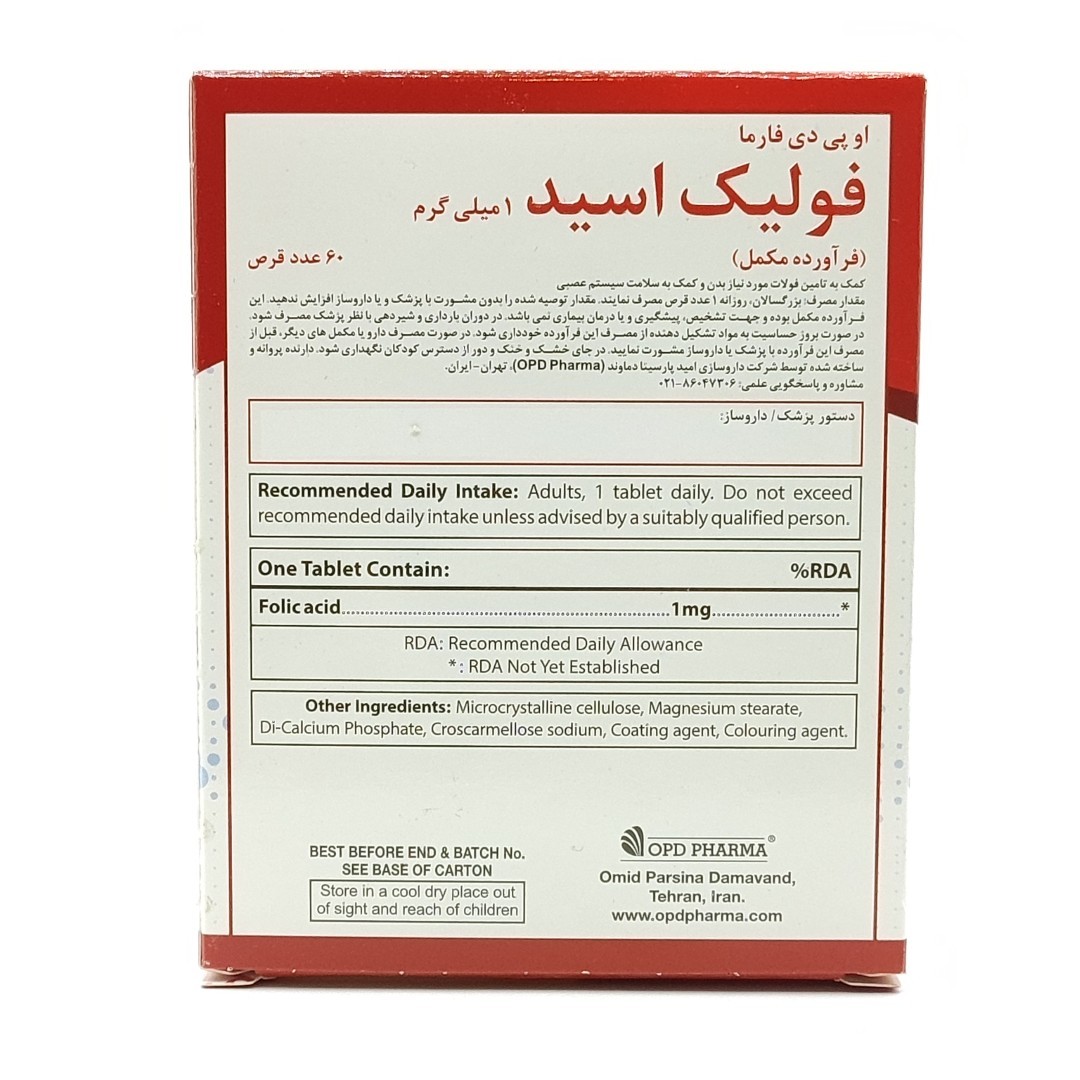 او پی دی فارما
فولیک اسید ۱ میلی گرم
(فرآورده مکمل) ۶۰ عدد قرص
کمک به تامین فولات مورد نیاز بدن و کمک به سلامت سیستم عصبی
مقدار مصرف: بزرگسالان، روزانه ۱ عدد قرص مصرف نمایند. مقدار توصیه شده را بدون مشورت با پزشک و یا داروساز افزایش ندهید. این
فرآورده مکمل بوده و جهت تشخیص، پیشگیری و یا درمان بیماری نمی باشد. در دوران بارداری و شیردهی با نظر پزشک مصرف شود.
در صورت بروز حساسیت به مواد تشکیل دهنده از مصرف این فرآورده خودداری شود. در صورت مصرف دارو یا مکمل های دیگر، قبل از
مصرف این فرآورده با پزشک یا داروساز مشورت نمایید. در جای خشک و خنک و دور از دسترس کودکان نگهداری شود. دارنده پروانه و
ساخته شده توسط شرکت داروسازی امید پارسینا دماوند (OPD Pharma)، تهران-ایران.
مشاوره و پاسخگویی علمی: ۸۶۰۴۷۳۰۶-۰۲۱
دستور پزشک/ داروساز:
Recommended Daily Intake: Adults, 1 tablet daily. Do not exceed
recommended daily intake unless advised by a suitably qualified person.
One Tablet Contain: %RDA
Folic acid........................1mg..................*
RDA: Recommended Daily Allowance
*: RDA Not Yet Established
Other Ingredients: Microcrystalline cellulose, Magnesium stearate,
Di-Calcium Phosphate, Croscarmellose sodium, Coating agent, Colouring agent.
BEST BEFORE END & BATCH No.
SEE BASE OF CARTON
Store in a cool dry place out
of sight and reach of children
OPD PHARMA®
Omid Parsina Damavand,
Tehran, Iran.
www.opdpharma.com